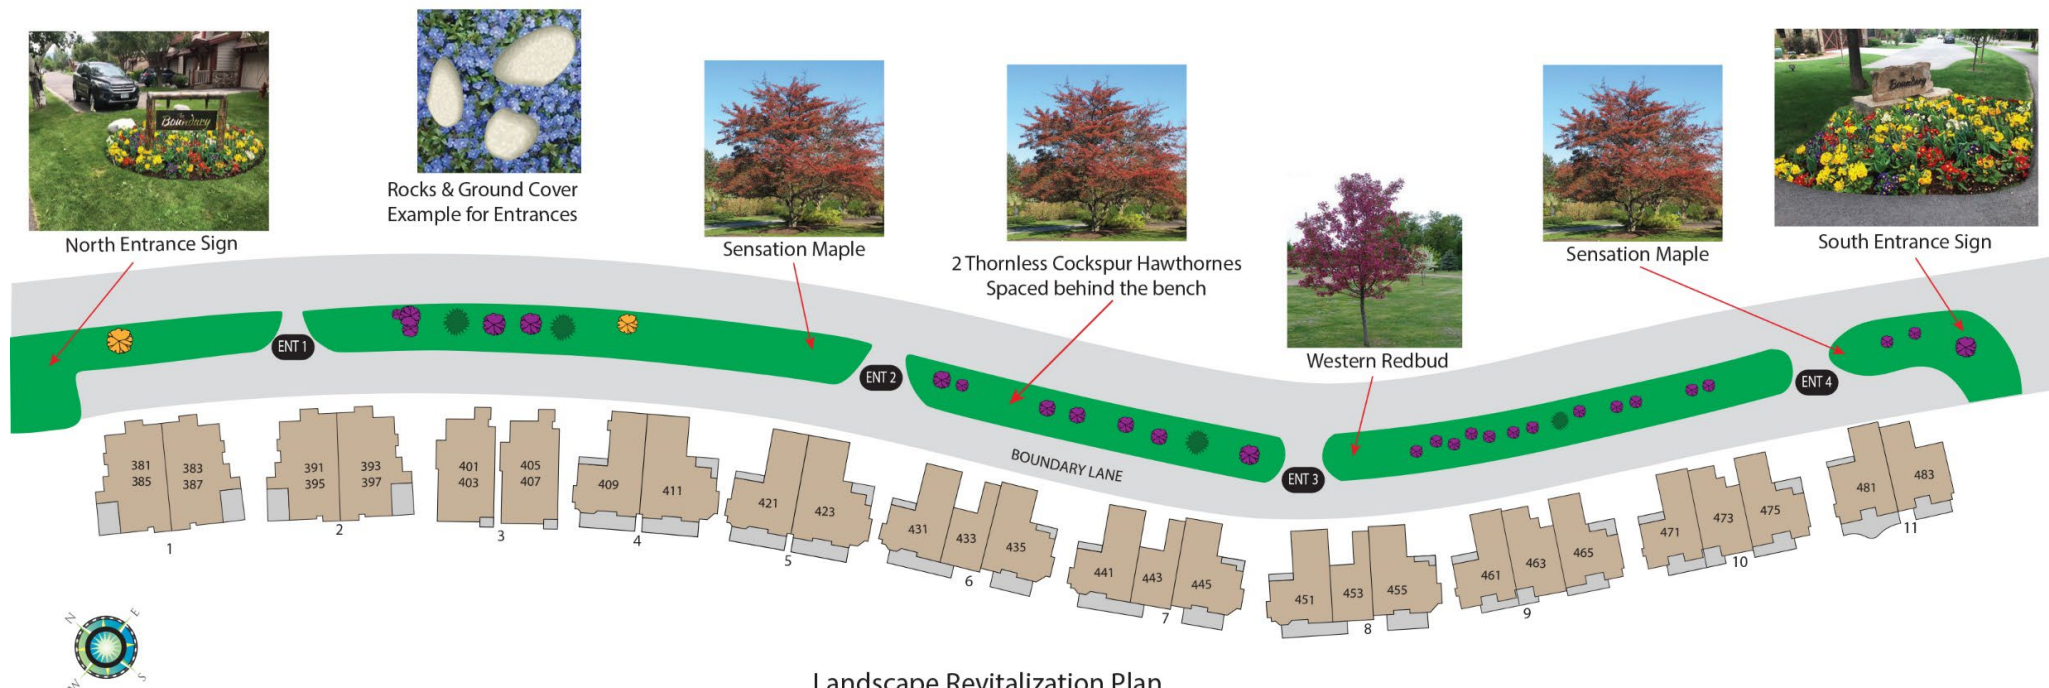 Boundary
Rocks & Ground Cover
Example for Entrances
Boundary
North Entrance Sign
Sensation Maple
2 Thornless Cockspur Hawthornes
Spaced behind the bench
Western Redbud
Sensation Maple
South Entrance Sign
ENT 1
ENT 2
ENT 3
ENT 4
BOUNDARY LANE
381
385
383
387
1
391
395
393
397
2
401
403
405
407
3
409
411
4
421
423
5
431
433
435
6
441
443
445
7
451
453
455
8
461
463
465
9
471
473
475
10
481
483
11
N
E
W
S
Landscape Revitalization Plan